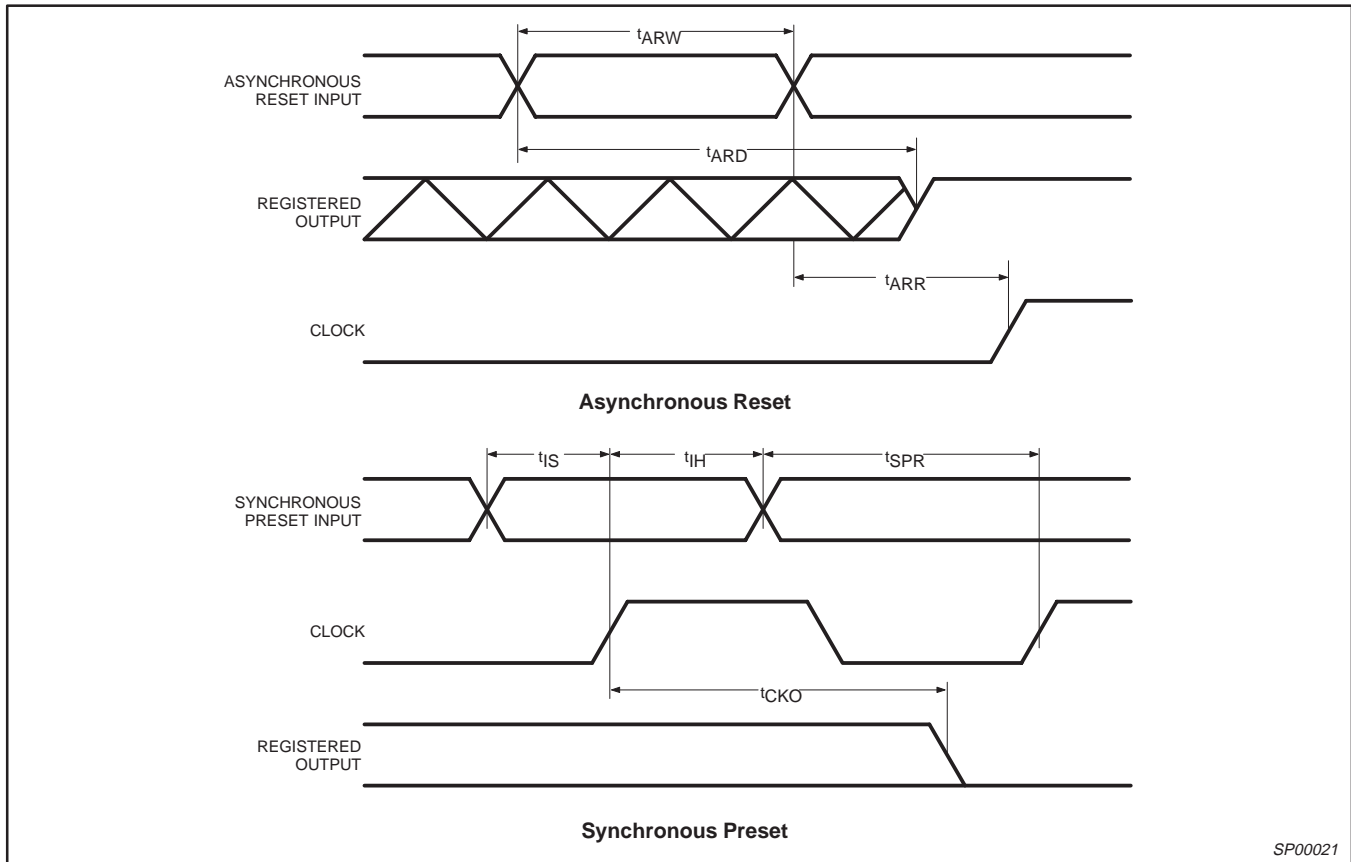 tARW
ASYNCHRONOUS
RESET INPUT
tARD
REGISTERED
OUTPUT
tARR
CLOCK
Asynchronous Reset
tIS
tIH
tSPR
SYNCHRONOUS
PRESET INPUT
CLOCK
tCKO
REGISTERED
OUTPUT
Synchronous Preset
SP00021